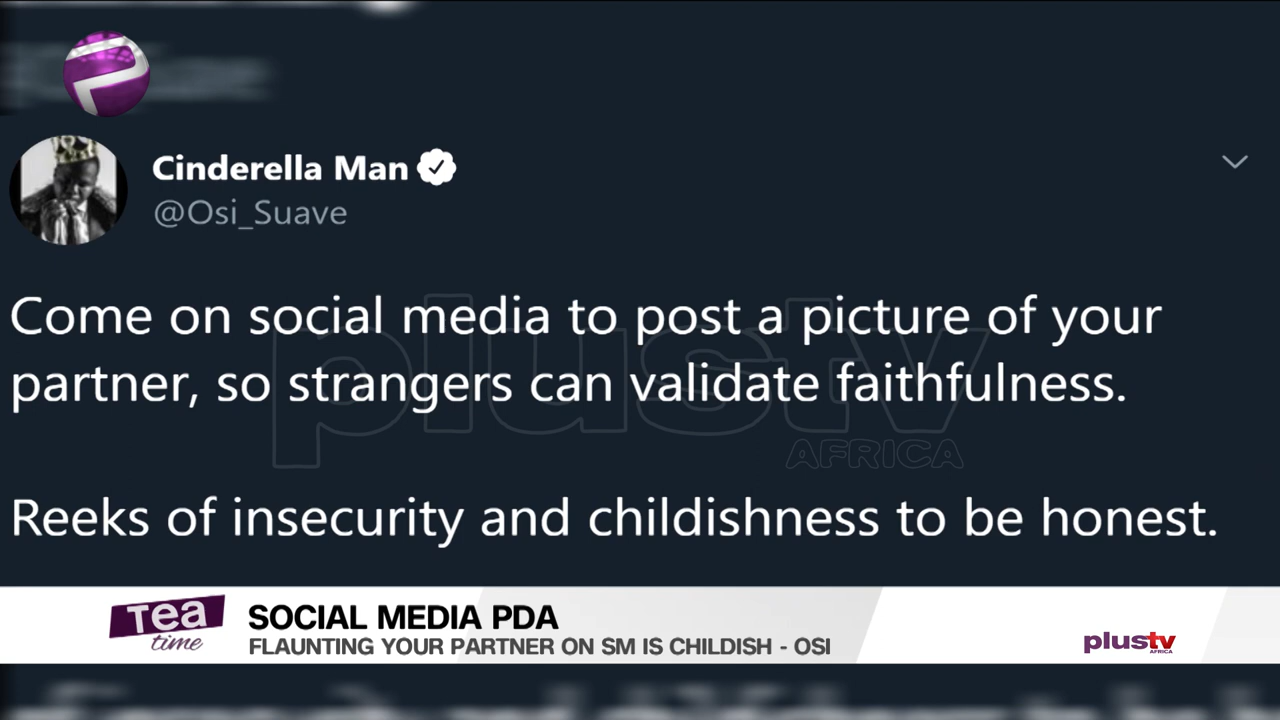 Cinderella Man
@Osi_Suave
Come on social media to post a picture of your
partner, so strangers can validate faithfulness.
plustv
AFRICA
Reeks of insecurity and childishness to be honest.
Tea
time
SOCIAL MEDIA PDA
FLAUNTING YOUR PARTNER ON SM IS CHILDISH - OSI
plustv
AFRICA